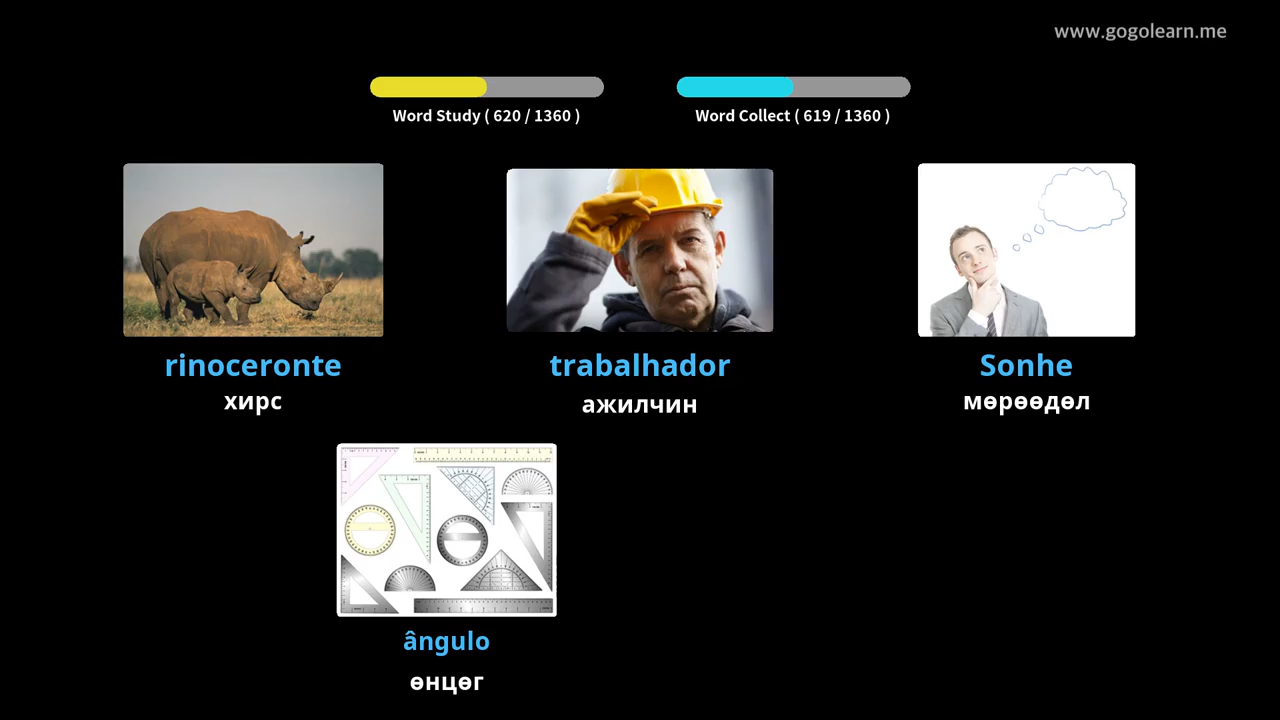 www.gogolearn.me
Word Study ( 620 / 1360 )
Word Collect ( 619 / 1360 )
rinoceronte
хирс
trabalhador
ажилчин
Sonhe
мөрөөдөл
ângulo
өнцөг